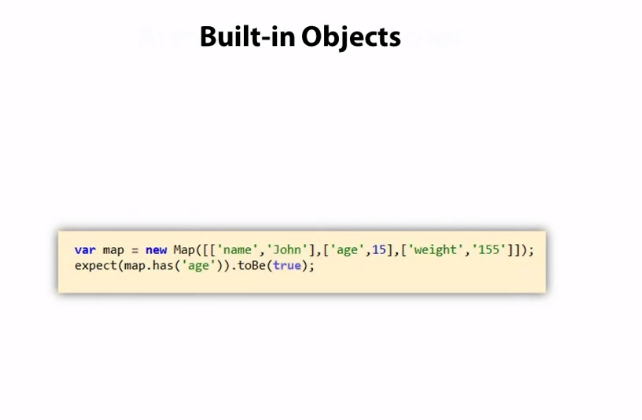 Built-in Objects
var map = new Map([['name','John'],['age',15],['weight','155']]);
expect(map.has('age')).toBe(true);